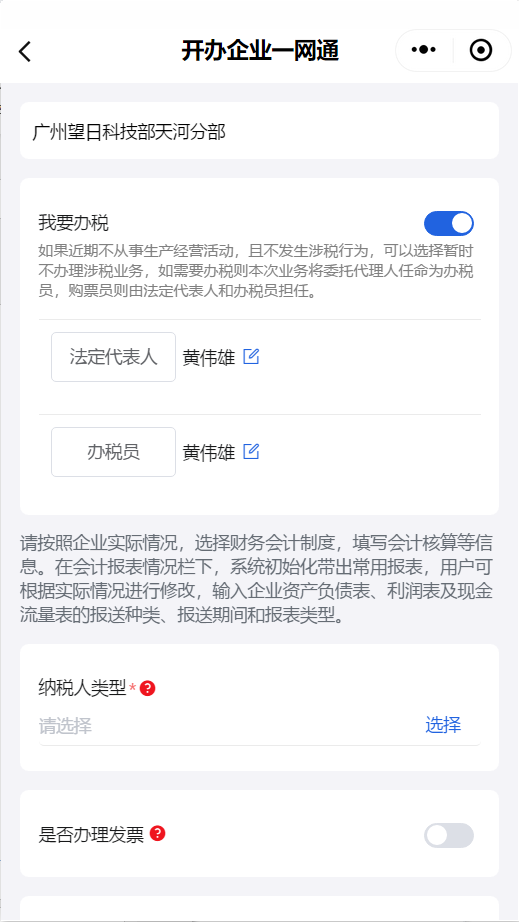 开办企业一网通
广州望日科技部天河分部
我要办税
如果近期不从事生产经营活动，且不发生涉税行为，可以选择暂时
不办理涉税业务，如需要办税则本次业务将委托代理人任命为办税
员，购票员则由法定代表人和办税员担任。
法定代表人 黄伟雄
办税员 黄伟雄
请按照企业实际情况，选择财务会计制度，填写会计核算等信
息。在会计报表情况栏下，系统初始化带出常用报表，用户可
根据实际情况进行修改，输入企业资产负债表、利润表及现金
流量表的报送种类、报送期间和报表类型。
纳税人类型*?
请选择 选择
是否办理发票?